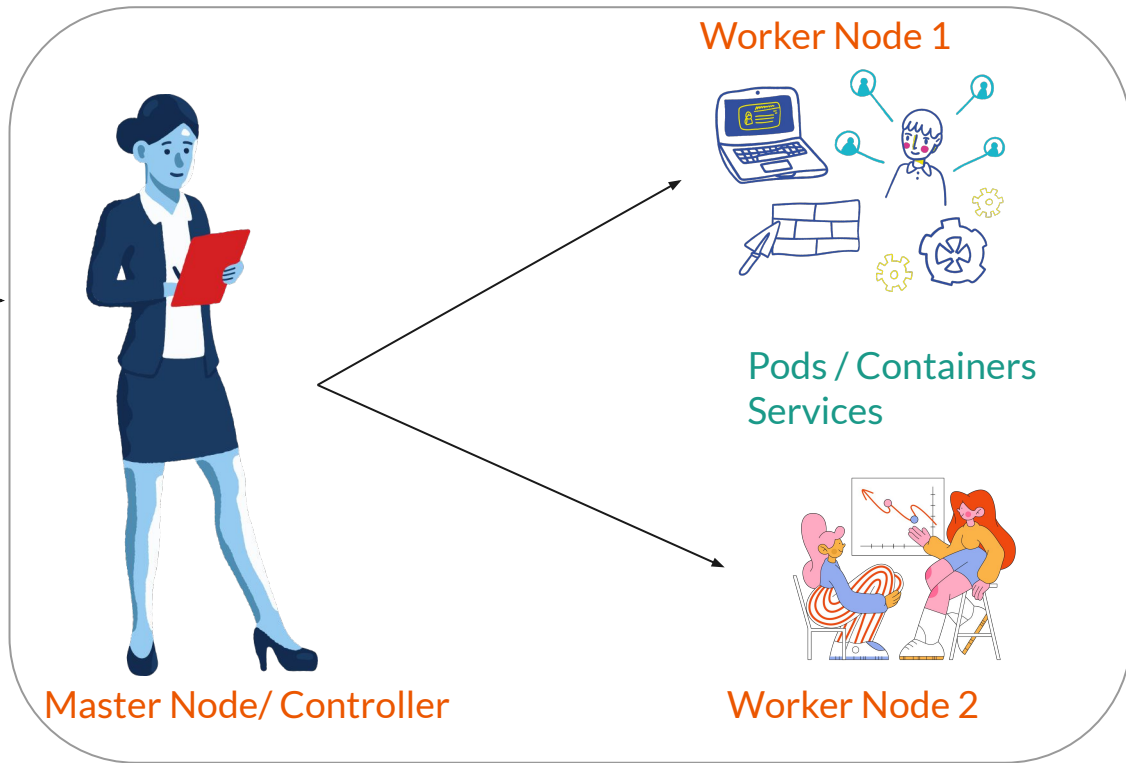 Worker Node 1
Pods / Containers
Services
Master Node/ Controller
Worker Node 2